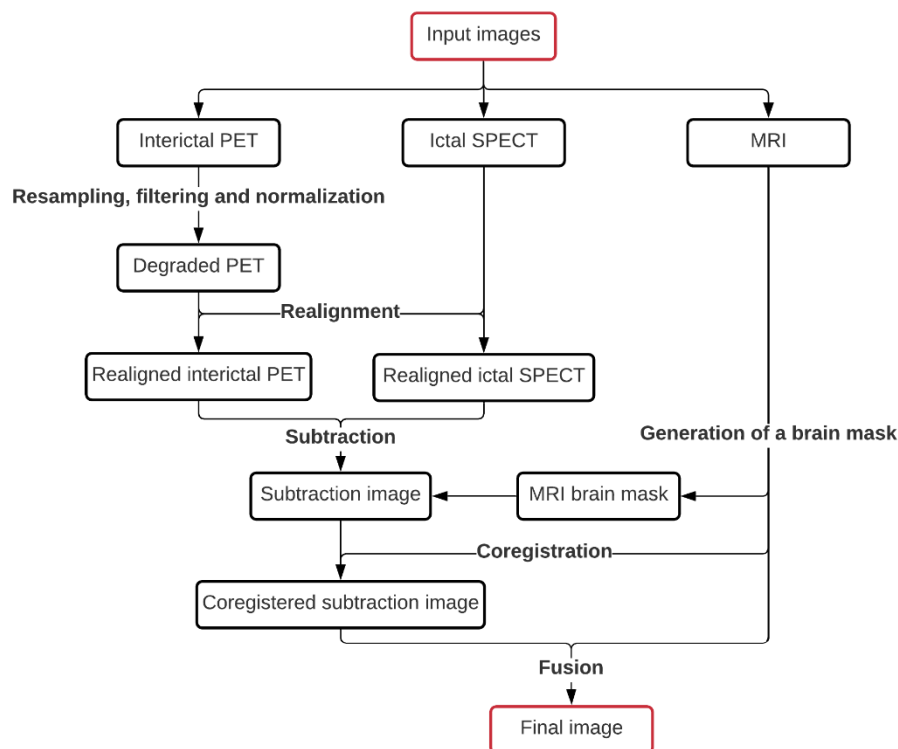 Input images
Interictal PET
Ictal SPECT
MRI
Resampling, filtering and normalization
Degraded PET
Realignment
Realigned interictal PET
Realigned ictal SPECT
Subtraction
Generation of a brain mask
Subtraction image
MRI brain mask
Coregistration
Coregistered subtraction image
Fusion
Final image